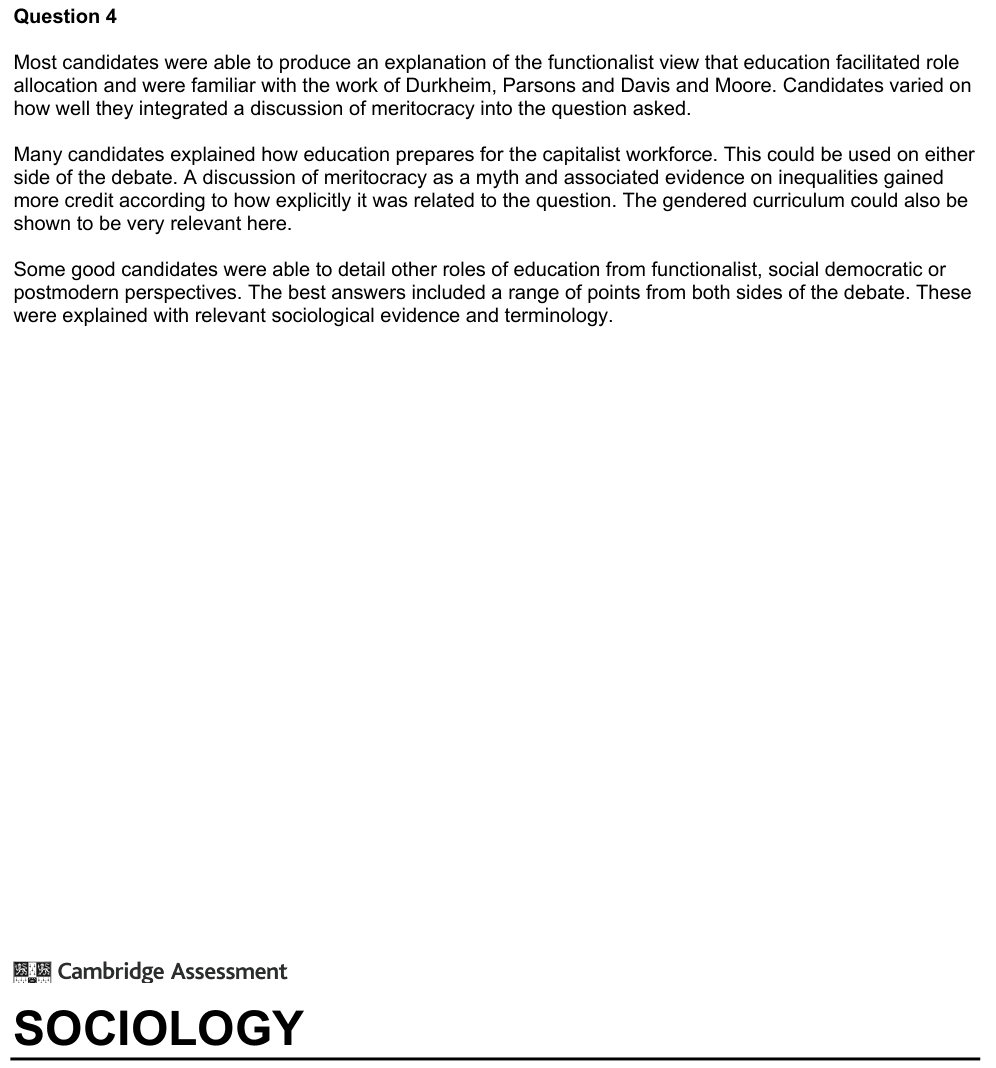 Question 4
Most candidates were able to produce an explanation of the functionalist view that education facilitated role
allocation and were familiar with the work of Durkheim, Parsons and Davis and Moore. Candidates varied on
how well they integrated a discussion of meritocracy into the question asked.
Many candidates explained how education prepares for the capitalist workforce. This could be used on either
side of the debate. A discussion of meritocracy as a myth and associated evidence on inequalities gained
more credit according to how explicitly it was related to the question. The gendered curriculum could also be
shown to be very relevant here.
Some good candidates were able to detail other roles of education from functionalist, social democratic or
postmodern perspectives. The best answers included a range of points from both sides of the debate. These
were explained with relevant sociological evidence and terminology.
Cambridge Assessment
SOCIOLOGY